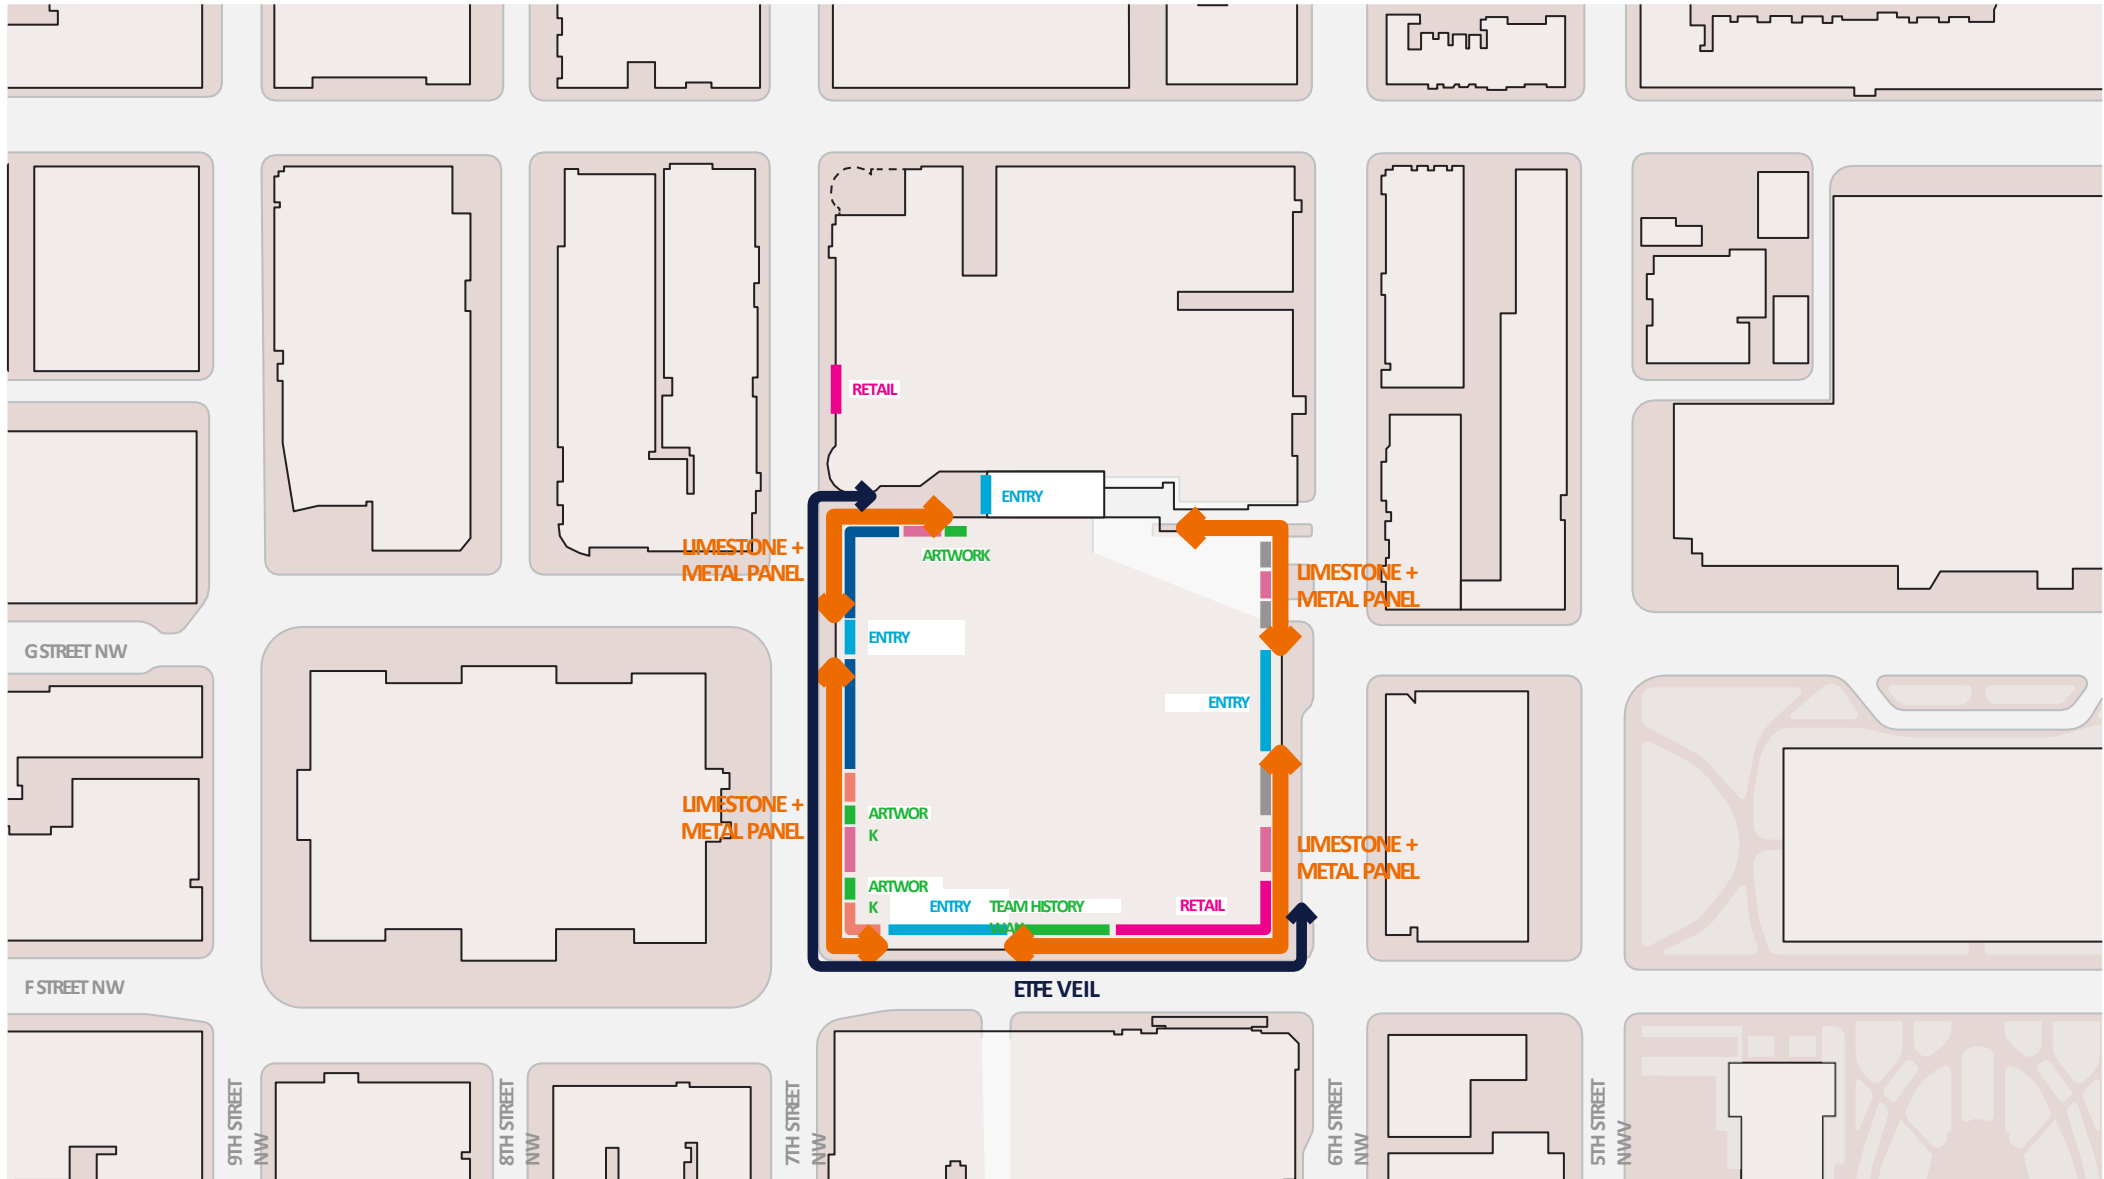 RETAIL
ENTRY
LIMESTONE +
METAL PANEL
ARTWORK
LIMESTONE +
METAL PANEL
ENTRY
G STREET NW
ENTRY
LIMESTONE +
METAL PANEL
ARTWOR
K
LIMESTONE +
METAL PANEL
ARTWOR
K
ENTRY
TEAM HISTORY
WALL
RETAIL
F STREET NW
ETFE VEIL
9TH STREET
NW
8TH STREET
NW
7TH STREET
NW
6TH STREET
NW
5TH STREET
NWV